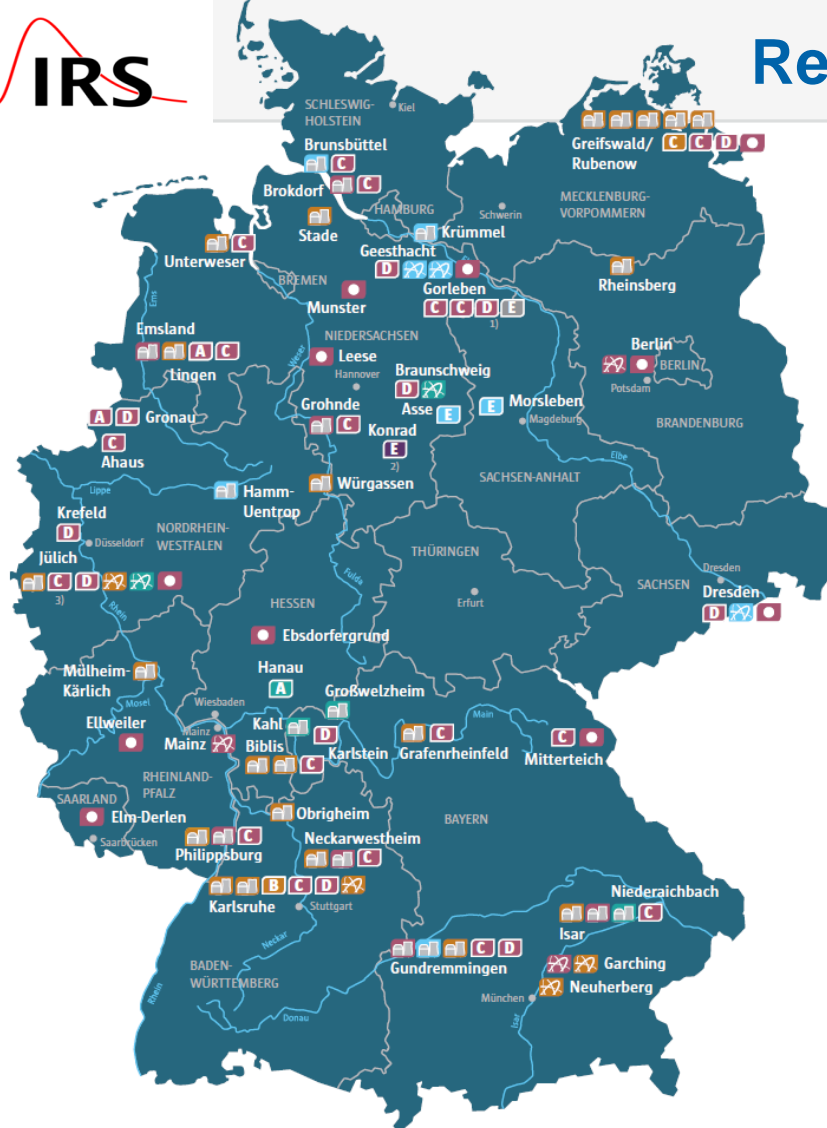 IRS
Re
SCHLESWIG-
HOLSTEIN
Kiel
Brunsbüttel
C
Brokdorf
C
Greifswald/
Rubenow
C C D
MECKLENBURG-
VORPOMMERN
HAMBURG
Schwerin
Stade
Krümmel
Unterweser
C
Geesthacht
D
Rheinsberg
BREMEN
Gorleben
C C D E
1)
Munster
Ems
Emsland
A C
Lingen
NIEDERSACHSEN
Weser
Leese
Hannover
Berlin
BERLIN
Potsdam
Braunschweig
D
Asse
E
E
Morsleben
Magdeburg
BRANDENBURG
A D Gronau
C
Ahaus
Grohnde
C
Konrad
E
2)
Elbe
SACHSEN-ANHALT
Lippe
Hamm-
Uentrop
Würgassen
Krefeld
D
Düsseldorf
NORDRHEIN-
WESTFALEN
Jülich
C D
3)
Rhein
THÜRINGEN
Erfurt
Fulda
HESSEN
SACHSEN
Dresden
Dresden
D
Ebsdorfergrund
Hanau
A
Mülheim-
Kärlich
Mosel
Wiesbaden
Großwelzheim
Main
Ellweiler
Mainz
Mainz
Kahl
D
Karlstein
C
Grafenrheinfeld
C
Mitterteich
Biblis
C
RHEINLAND-
PFALZ
SAARLAND
Elm-Derlen
Saarbrücken
Obrigheim
BAYERN
Philippsburg
C
Neckarwestheim
C
B C D
Karlsruhe
Stuttgart
Niederaichbach
C
Isar
Neckar
C D
Gundremmingen
Garching
Neuherberg
München
BADEN-
WÜRTTEMBERG
Rhein
Donau
Isar